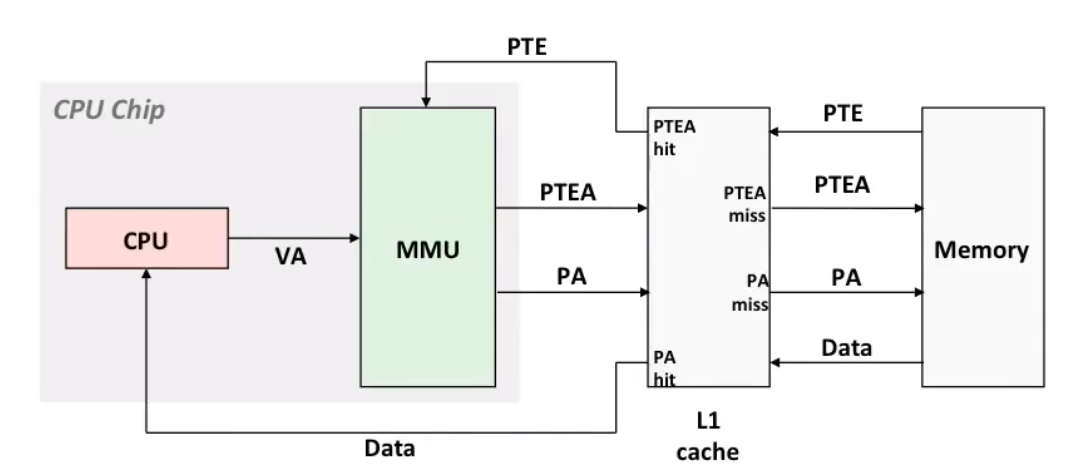 PTE
CPU Chip
PTEA
hit
PTE
PTEA
PTEA
miss
PTEA
CPU
VA
MMU
Memory
PA
PA
miss
PA
PA
hit
Data
L1
cache
Data